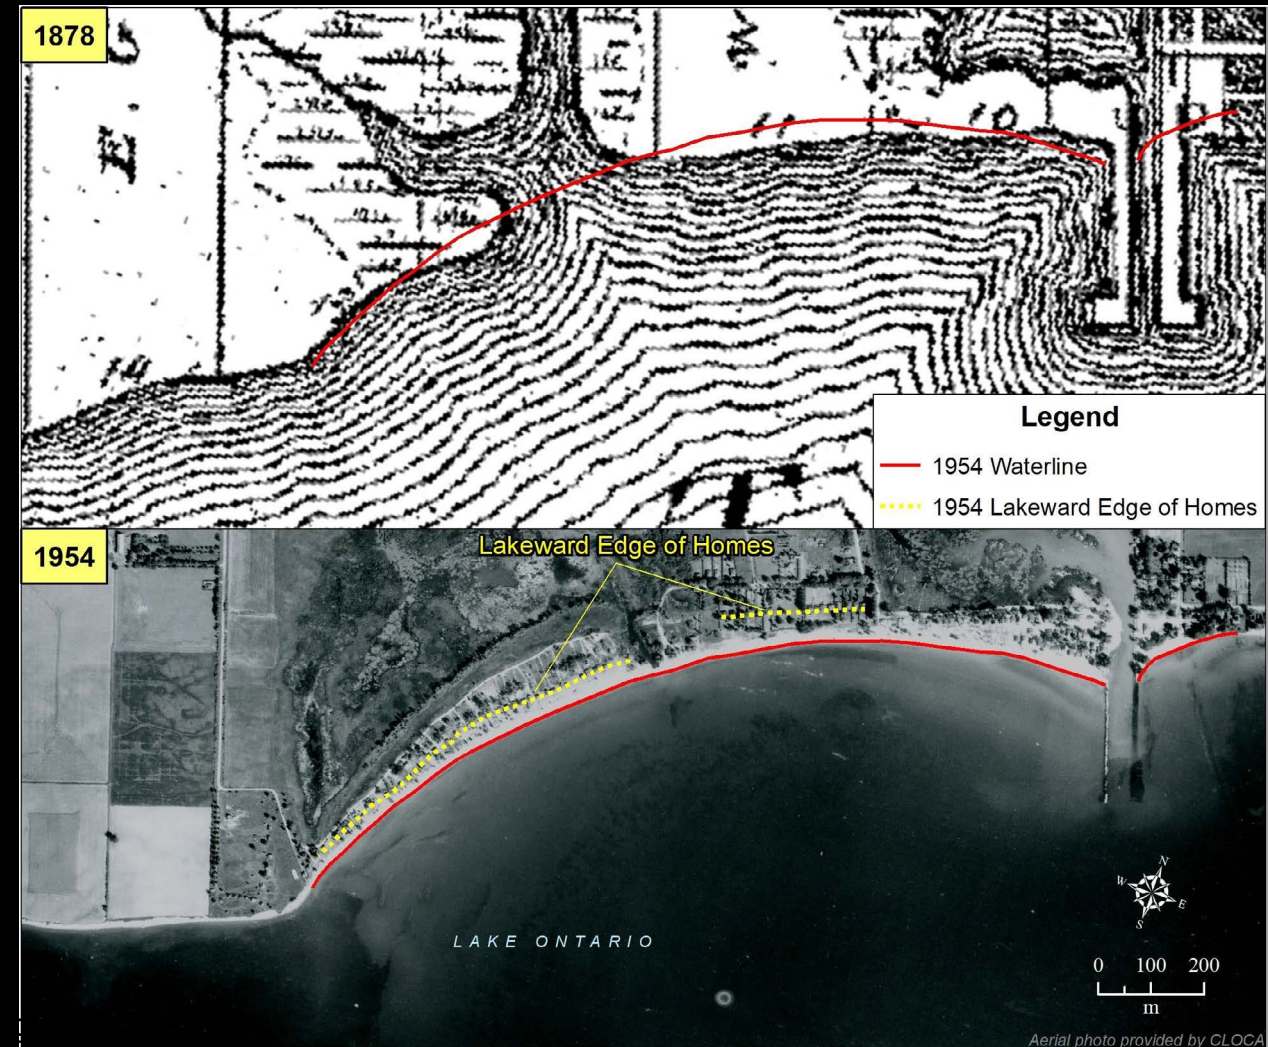 1878
Legend
1954 Waterline
1954 Lakeward Edge of Homes
1954
Lakeward Edge of Homes
N
W
E
S
LAKE ONTARIO
0 100 200
m
Aerial photo provided by CLOCA